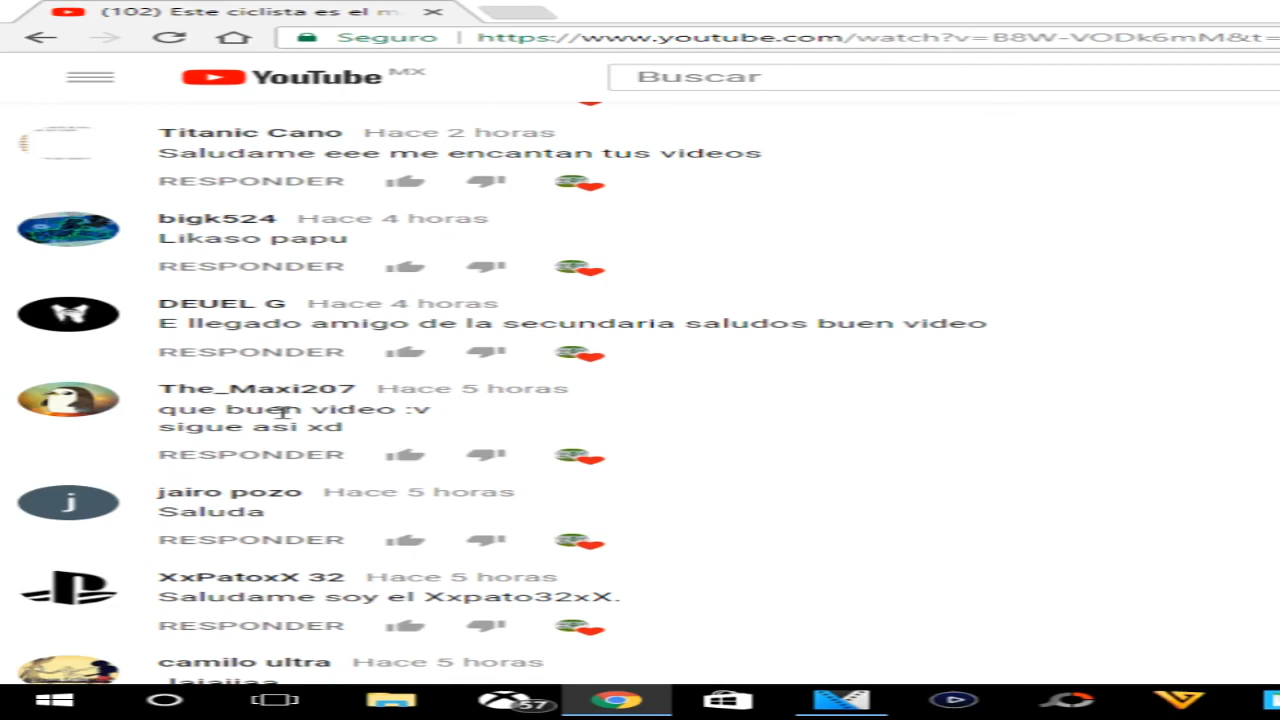 (102) Este ciclista es el m
Seguro | https://www.youtube.com/watch?v=B8W-VODk6mM&t=
YouTube MX
Buscar
Titanic Cano Hace 2 horas
Saludame eee me encantan tus videos
RESPONDER
bigk524 Hace 4 horas
Likaso papu
RESPONDER
DEUEL G Hace 4 horas
E llegado amigo de la secundaria saludos buen video
RESPONDER
The_Maxi207 Hace 5 horas
que buen video :v
sigue asi xd
RESPONDER
j
jairo pozo Hace 5 horas
Saluda
RESPONDER
XxPatoxX 32 Hace 5 horas
Saludame soy el Xxpato32xX.
RESPONDER
camilo ultra Hace 5 horas
57